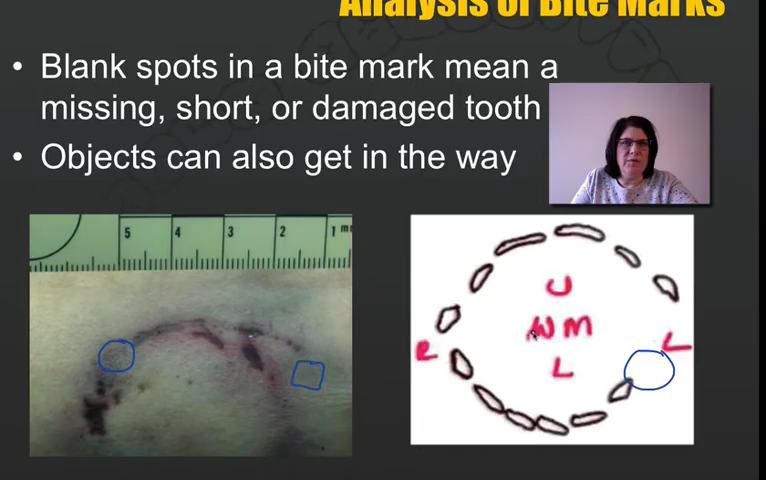 Analysis of Bite Marks
• Blank spots in a bite mark mean a
missing, short, or damaged tooth
• Objects can also get in the way
5 4 3 2 1 m
U
R W M L
L